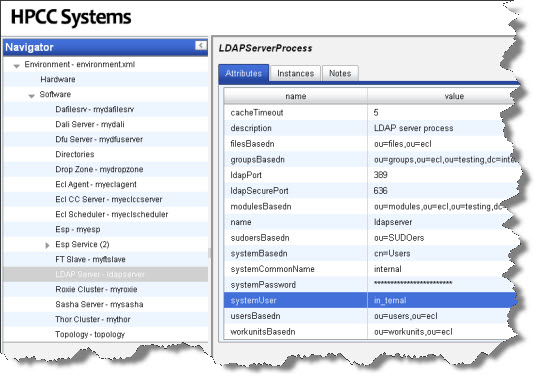 HPCC Systems
Navigator
Environment - environment.xml
Hardware
Software
Dafilesrv - mydafilesrv
Dali Server - mydali
Dfu Server - mydfuserver
Directories
Drop Zone - mydropzone
Ecl Agent - myeclagent
Ecl CC Server - myeclccserver
Ecl Scheduler - myeclscheduler
Esp - myesp
Esp Service (2)
FT Slave - myftslave
LDAP Server - ldapserver
Roxie Cluster - myroxie
Sasha Server - mysasha
Thor Cluster - mythor
Topology - topology
LDAPServerProcess
Attributes Instances Notes
name value
cacheTimeout 5
description LDAP server process
filesBasedn ou=files,ou=ecl
groupsBasedn ou=groups,ou=ecl,ou=testing,dc=inte
ldapPort 389
ldapSecurePort 636
modulesBasedn ou=modules,ou=ecl,ou=testing,dc=
name ldapserver
sudoersBasedn ou=SUDOers
systemBasedn cn=Users
systemCommonName internal
systemPassword ************************
systemUser in_ternal
usersBasedn ou=users,ou=ecl
workunitsBasedn ou=workunits,ou=ecl